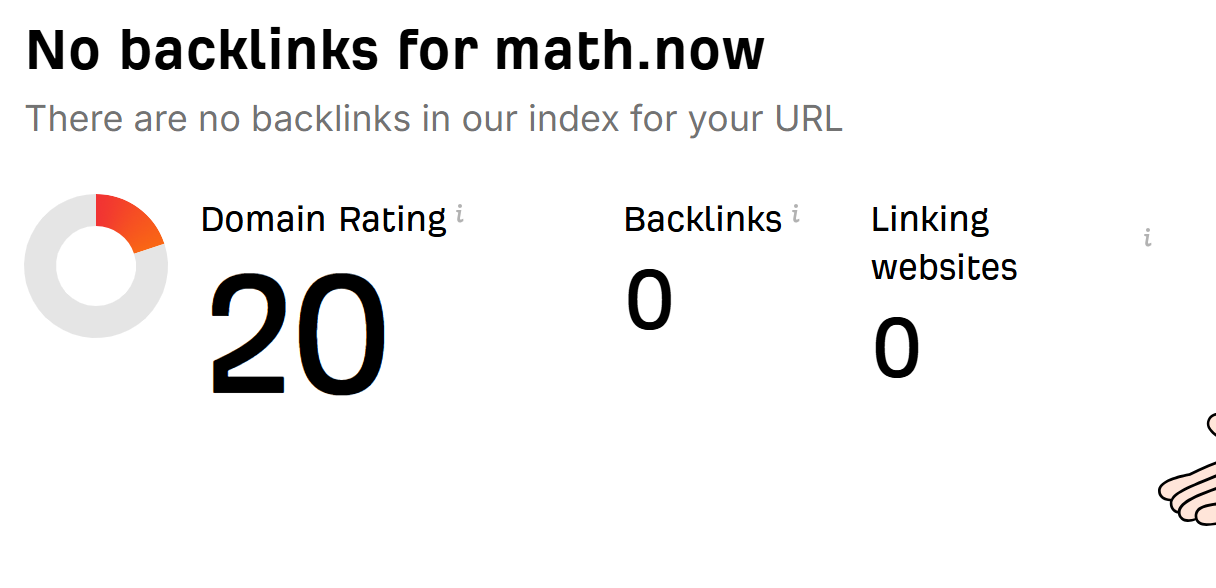 No backlinks for math.now
There are no backlinks in our index for your URL
Domain Rating i
20
Backlinks i
0
Linking
websites
i
0